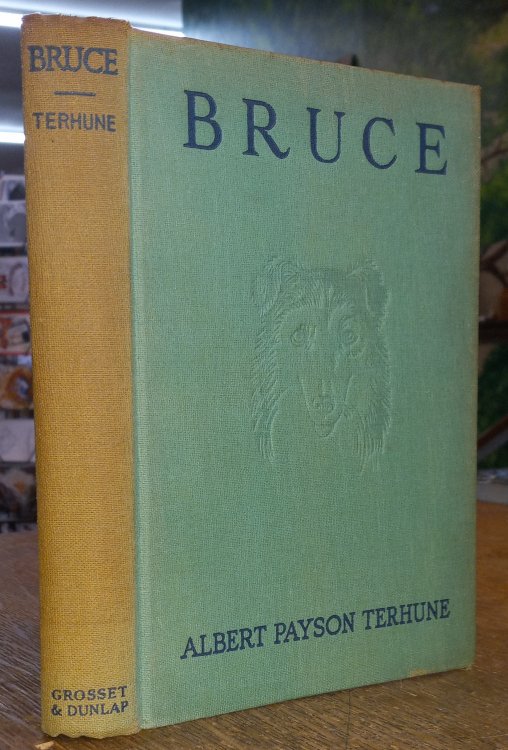 BRUCE
TERHUNE
GROSSET
& DUNLAP
BRUCE
ALBERT PAYSON TERHUNE